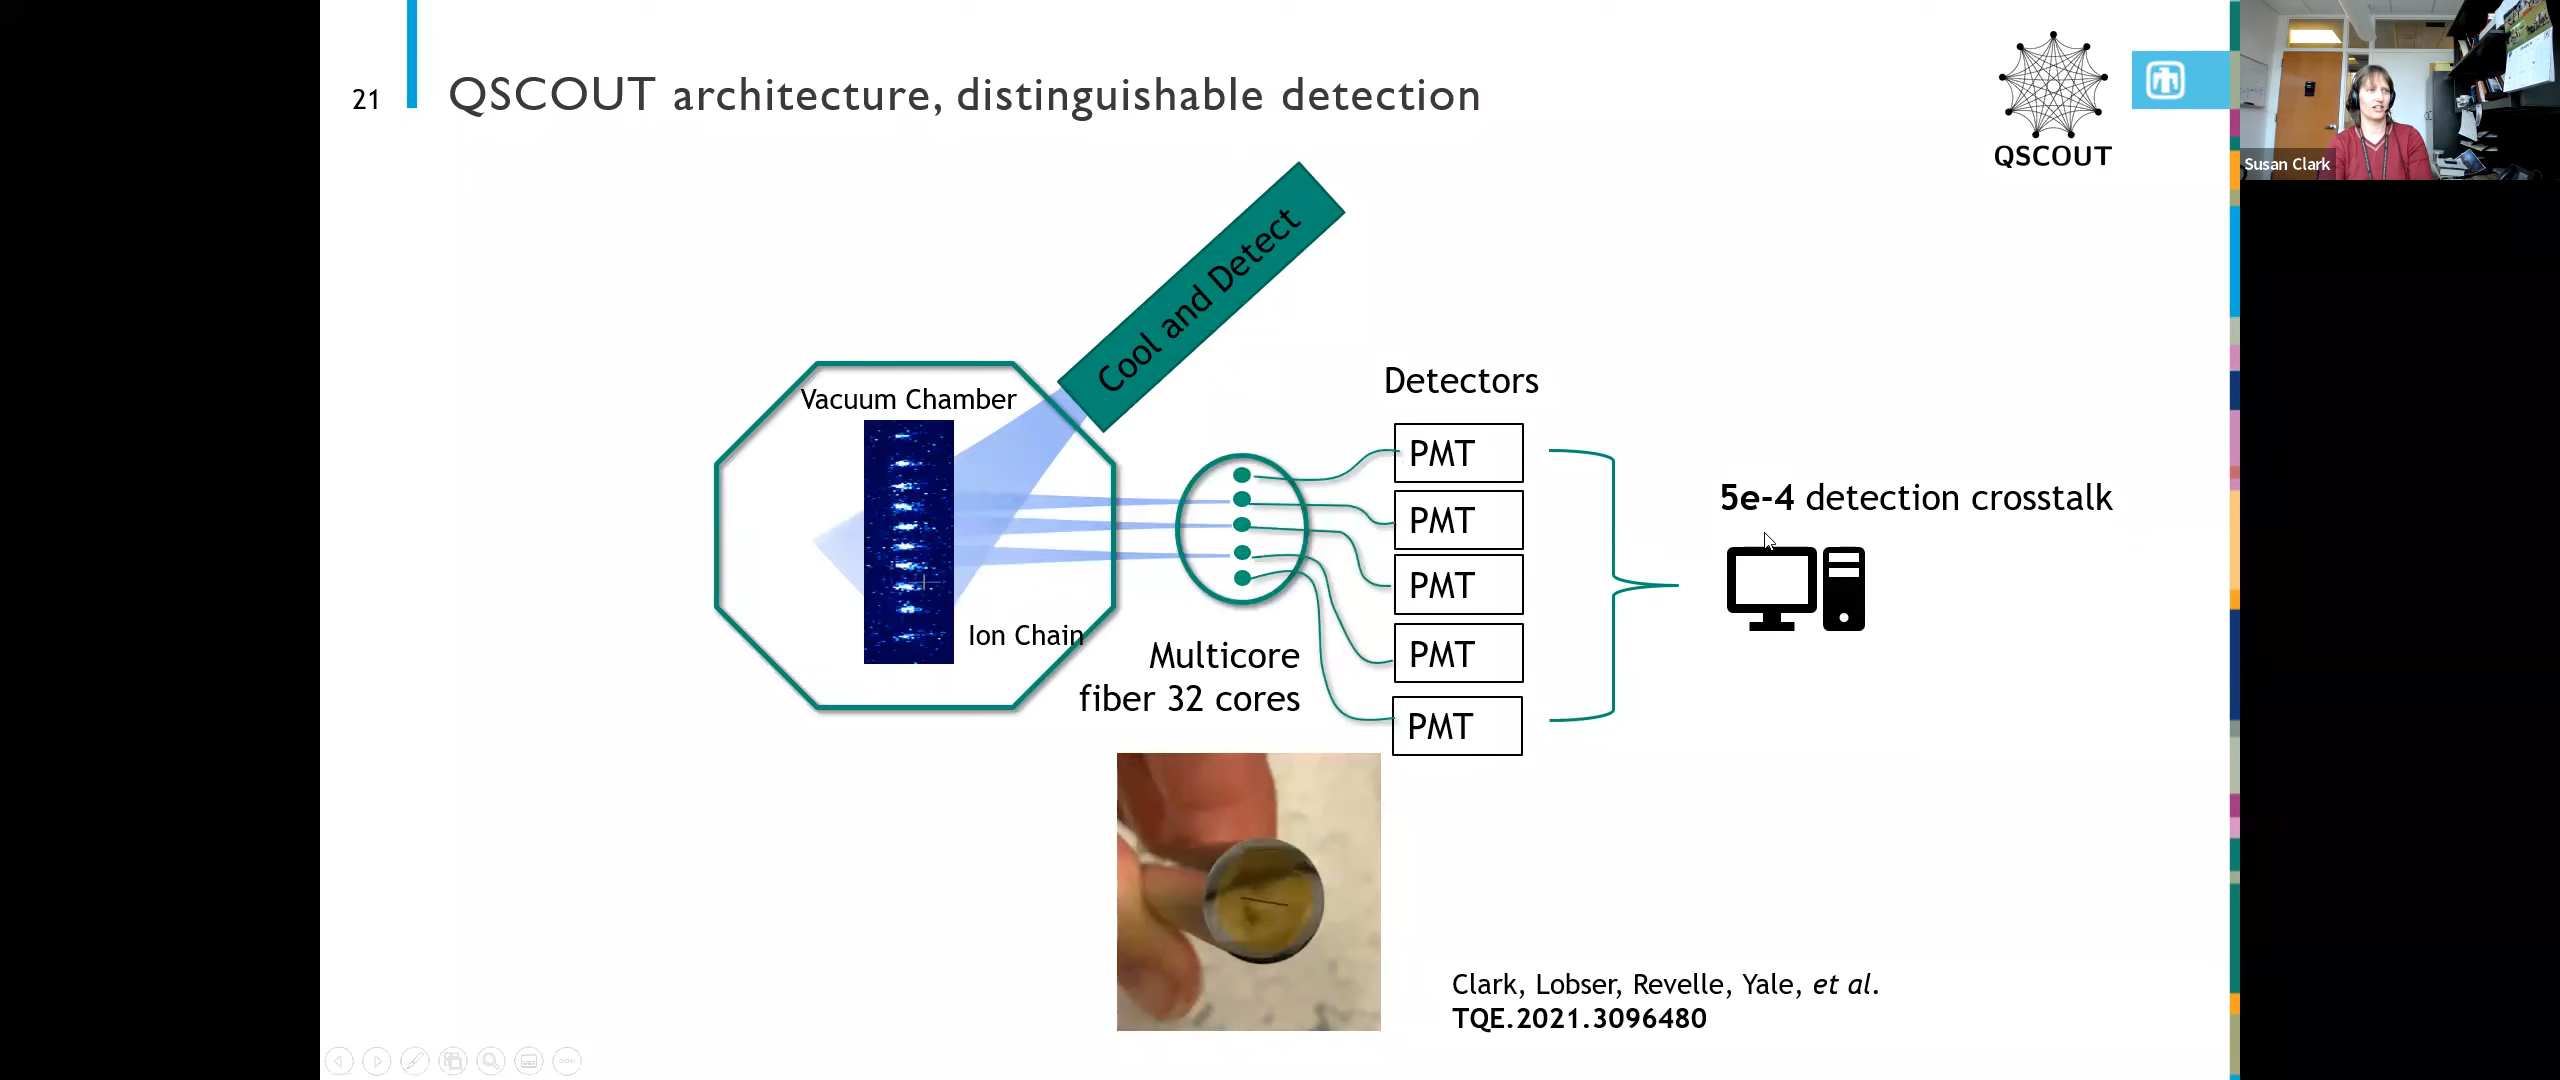 21
QSCOUT architecture, distinguishable detection
QSCOUT
Susan Clark
Cool and Detect
Vacuum Chamber
Ion Chain
Detectors
PMT
PMT
PMT
PMT
PMT
5e-4 detection crosstalk
Multicore
fiber 32 cores
Clark, Lobser, Revelle, Yale, et al.
TQE.2021.3096480